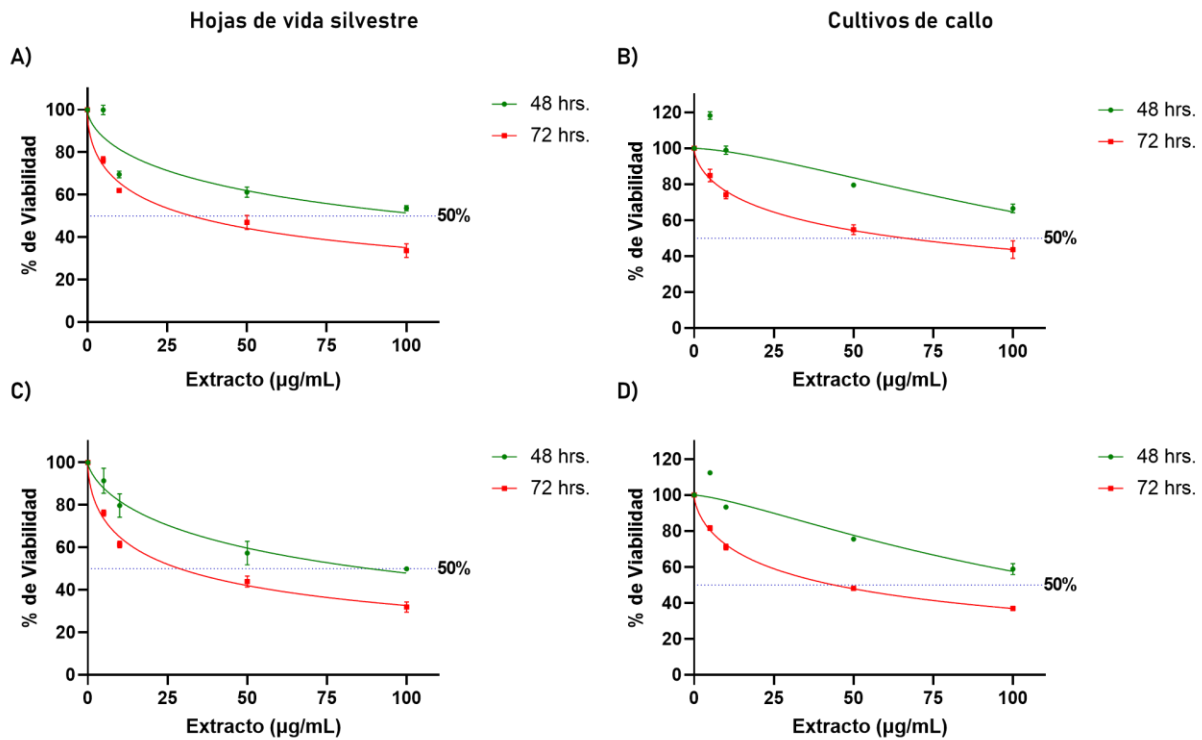 Hojas de vida silvestre
Cultivos de callo
A)
100
80
60
40
20
0
% de Viabilidad
0 25 50 75 100
Extracto (µg/mL)
48 hrs.
72 hrs.
50%
B)
120
100
80
60
40
20
0
% de Viabilidad
0 25 50 75 100
Extracto (µg/mL)
48 hrs.
72 hrs.
50%
C)
100
80
60
40
20
0
% de Viabilidad
0 25 50 75 100
Extracto (µg/mL)
48 hrs.
72 hrs.
50%
D)
120
100
80
60
40
20
0
% de Viabilidad
0 25 50 75 100
Extracto (µg/mL)
48 hrs.
72 hrs.
50%